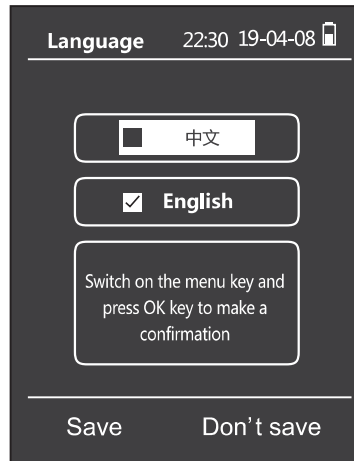 Language 22:30 19-04-08
中文
English
Switch on the menu key and
press OK key to make a
confirmation
Save Don't save